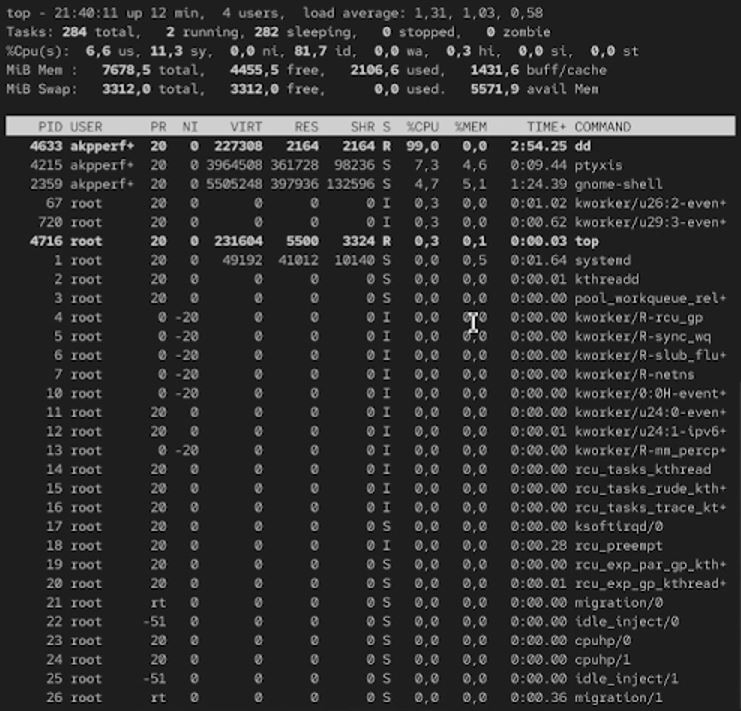 top - 21:40:11 up 12 min,  4 users,  load average: 1,31, 1,03, 0,58
Tasks: 284 total,   2 running, 282 sleeping,   0 stopped,   0 zombie
%Cpu(s):  6,6 us, 11,3 sy,  0,0 ni, 81,7 id,  0,0 wa,  0,3 hi,  0,0 si,  0,0 st
MiB Mem :   7678,5 total,   4455,5 free,   2106,6 used,   1431,6 buff/cache
MiB Swap:   3312,0 total,   3312,0 free,      0,0 used.   5571,9 avail Mem
PID USER PR NI VIRT RES SHR S %CPU %MEM TIME+ COMMAND
4633 akpperf+ 20 0 227308 2164 2164 R 99,0 0,0 2:54.25 dd
4215 akpperf+ 20 0 3964508 361728 98236 S 7,3 4,6 0:09.44 ptyxis
2359 akpperf+ 20 0 5505248 397936 132596 S 4,7 5,1 1:24.39 gnome-shell
67 root 20 0 0 0 0 I 0,3 0,0 0:01.02 kworker/u26:2-even+
720 root 20 0 0 0 0 I 0,3 0,0 0:00.62 kworker/u29:3-even+
4716 root 20 0 231604 5500 3324 R 0,3 0,1 0:00.03 top
1 root 20 0 49192 41012 10140 S 0,0 0,5 0:01.64 systemd
2 root 20 0 0 0 0 S 0,0 0,0 0:00.01 kthreadd
3 root 20 0 0 0 0 S 0,0 0,0 0:00.00 pool_workqueue_rel+
4 root 0 -20 0 0 0 I 0,0 0,0 0:00.00 kworker/R-rcu_gp
5 root 0 -20 0 0 0 I 0,0 0,0 0:00.00 kworker/R-sync_wq
6 root 0 -20 0 0 0 I 0,0 0,0 0:00.00 kworker/R-slub_flu+
7 root 0 -20 0 0 0 I 0,0 0,0 0:00.00 kworker/R-netns
10 root 0 -20 0 0 0 I 0,0 0,0 0:00.00 kworker/0:0H-event+
11 root 20 0 0 0 0 I 0,0 0,0 0:00.00 kworker/u24:0-even+
12 root 20 0 0 0 0 I 0,0 0,0 0:00.01 kworker/u24:1-ipv6+
13 root 0 -20 0 0 0 I 0,0 0,0 0:00.00 kworker/R-mm_percp+
14 root 20 0 0 0 0 I 0,0 0,0 0:00.00 rcu_tasks_kthread
15 root 20 0 0 0 0 I 0,0 0,0 0:00.00 rcu_tasks_rude_kth+
16 root 20 0 0 0 0 I 0,0 0,0 0:00.00 rcu_tasks_trace_kt+
17 root 20 0 0 0 0 S 0,0 0,0 0:00.00 ksoftirqd/0
18 root 20 0 0 0 0 I 0,0 0,0 0:00.28 rcu_preempt
19 root 20 0 0 0 0 S 0,0 0,0 0:00.00 rcu_exp_par_gp_kth+
20 root 20 0 0 0 0 S 0,0 0,0 0:00.01 rcu_exp_gp_kthread+
21 root rt 0 0 0 0 S 0,0 0,0 0:00.00 migration/0
22 root -51 0 0 0 0 S 0,0 0,0 0:00.00 idle_inject/0
23 root 20 0 0 0 0 S 0,0 0,0 0:00.00 cpuhp/0
24 root 20 0 0 0 0 S 0,0 0,0 0:00.00 cpuhp/1
25 root -51 0 0 0 0 S 0,0 0,0 0:00.00 idle_inject/1
26 root rt 0 0 0 0 S 0,0 0,0 0:00.36 migration/1